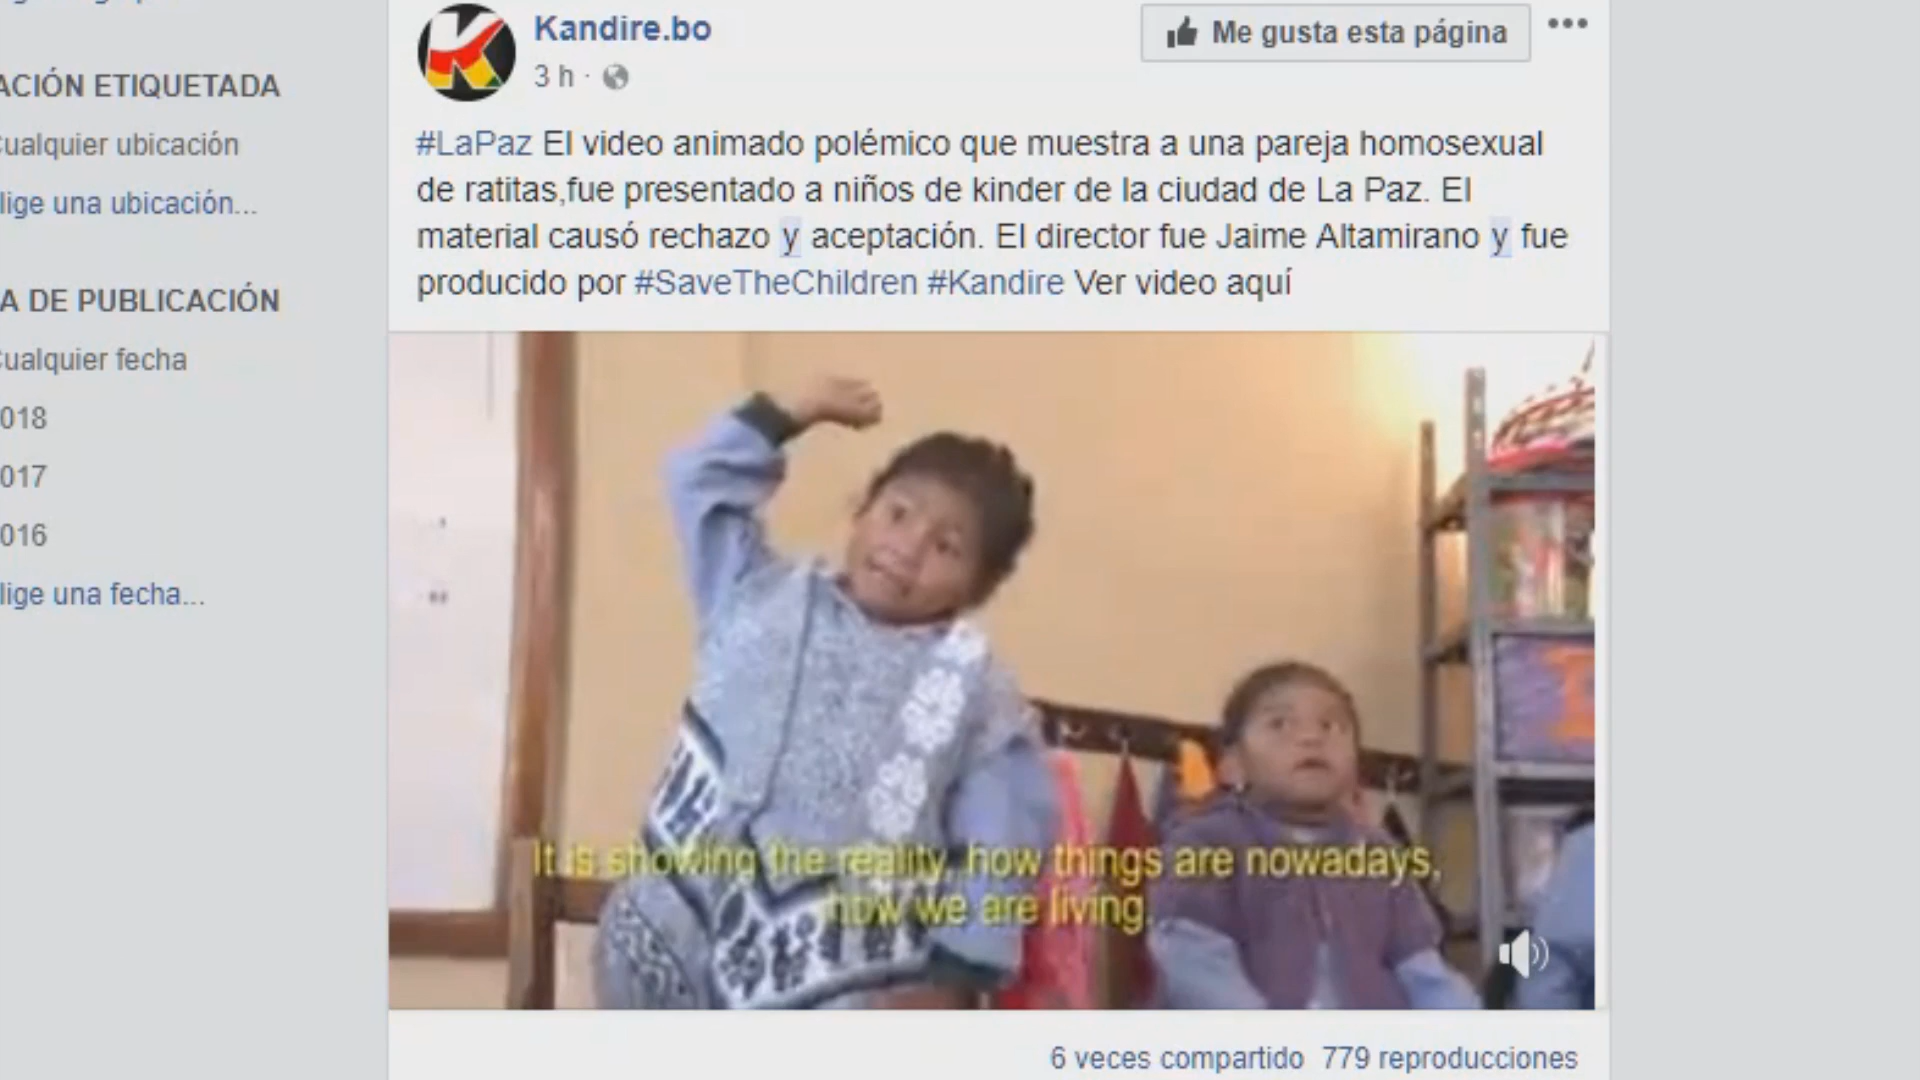 Kandire.bo
3 h ·
Me gusta esta página
#LaPaz El video animado polémico que muestra a una pareja homosexual
de ratitas,fue presentado a niños de kinder de la ciudad de La Paz. El
material causó rechazo y aceptación. El director fue Jaime Altamirano y fue
producido por #SaveTheChildren #Kandire Ver video aquí
ACIÓN ETIQUETADA
ualquier ubicación
lige una ubicación...
A DE PUBLICACIÓN
ualquier fecha
018
017
016
lige una fecha...
It is showing the reality, how things are nowadays,
how we are living.
6 veces compartido 779 reproducciones